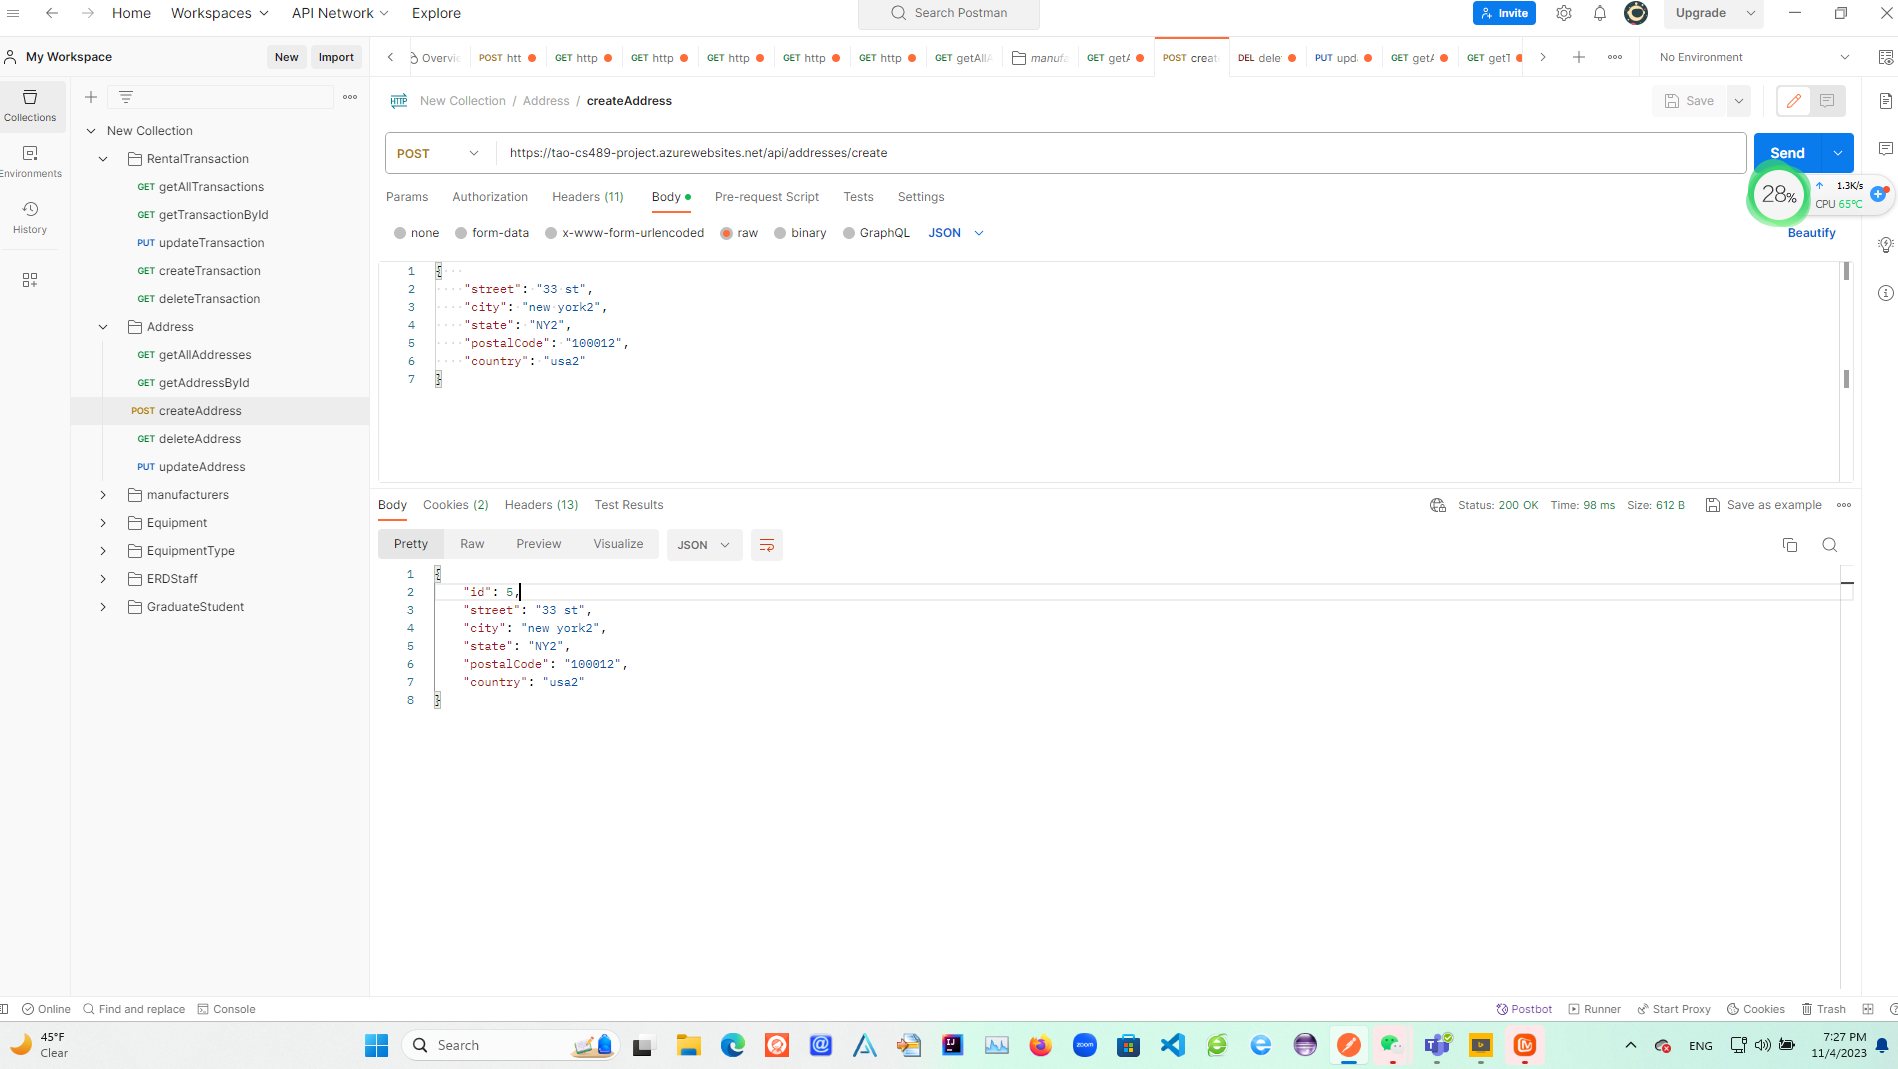 Home Workspaces API Network Explore Search Postman Invite Upgrade
My Workspace New Import Overvie POST htt GET http GET http GET http GET http GET http GET getAllA manufa GET getA POST creat DEL dele PUT upd GET getA GET getT No Environment
Collections
Environments
History
New Collection
RentalTransaction
GET getAllTransactions
GET getTransactionById
PUT updateTransaction
GET createTransaction
GET deleteTransaction
Address
GET getAllAddresses
GET getAddressById
POST createAddress
GET deleteAddress
PUT updateAddress
manufacturers
Equipment
EquipmentType
ERDStaff
GraduateStudent
HTTP New Collection / Address / createAddress Save
POST https://tao-cs489-project.azurewebsites.net/api/addresses/create Send
28% 1.3K/s
CPU 65°C
Params Authorization Headers (11) Body Pre-request Script Tests Settings
none form-data x-www-form-urlencoded raw binary GraphQL JSON Beautify
1 {
2 "street": "33 st",
3 "city": "new york2",
4 "state": "NY2",
5 "postalCode": "100012",
6 "country": "usa2"
7 }
Body Cookies (2) Headers (13) Test Results Status: 200 OK Time: 98 ms Size: 612 B Save as example
Pretty Raw Preview Visualize JSON
1 {
2 "id": 5,
3 "street": "33 st",
4 "city": "new york2",
5 "state": "NY2",
6 "postalCode": "100012",
7 "country": "usa2"
8 }
Online Find and replace Console Postbot Runner Start Proxy Cookies Trash
45°F
Clear
Search
zoom
ENG
7:27 PM
11/4/2023